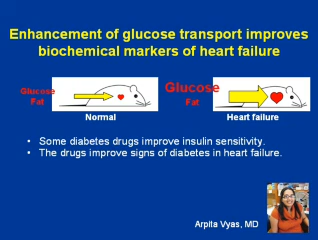 Enhancement of glucose transport improves
biochemical markers of heart failure
Glucose
Fat
Glucose
Fat
Normal
Heart failure
• Some diabetes drugs improve insulin sensitivity.
• The drugs improve signs of diabetes in heart failure.
Arpita Vyas, MD